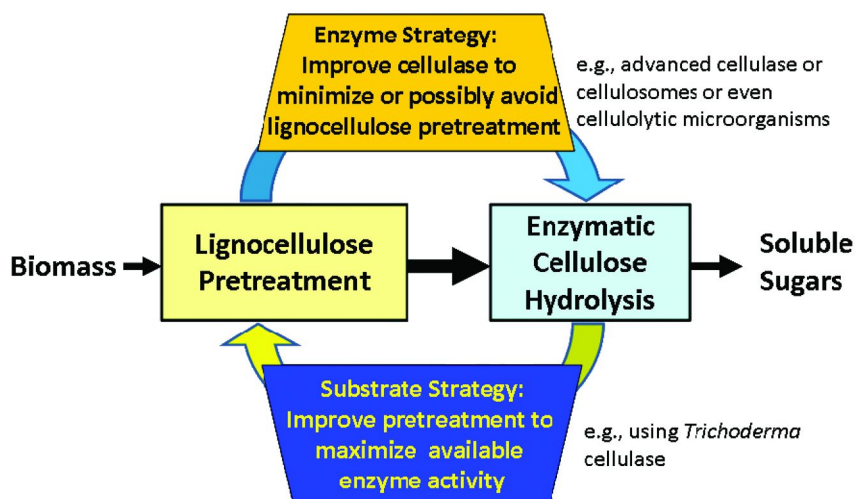 Enzyme Strategy:
Improve cellulase to
minimize or possibly avoid
lignocellulose pretreatment
e.g., advanced cellulase or
cellulosomes or even
cellulolytic microorganisms
Biomass
Lignocellulose
Pretreatment
Enzymatic
Cellulose
Hydrolysis
Soluble
Sugars
Substrate Strategy:
Improve pretreatment to
maximize available
enzyme activity
e.g., using Trichoderma
cellulase